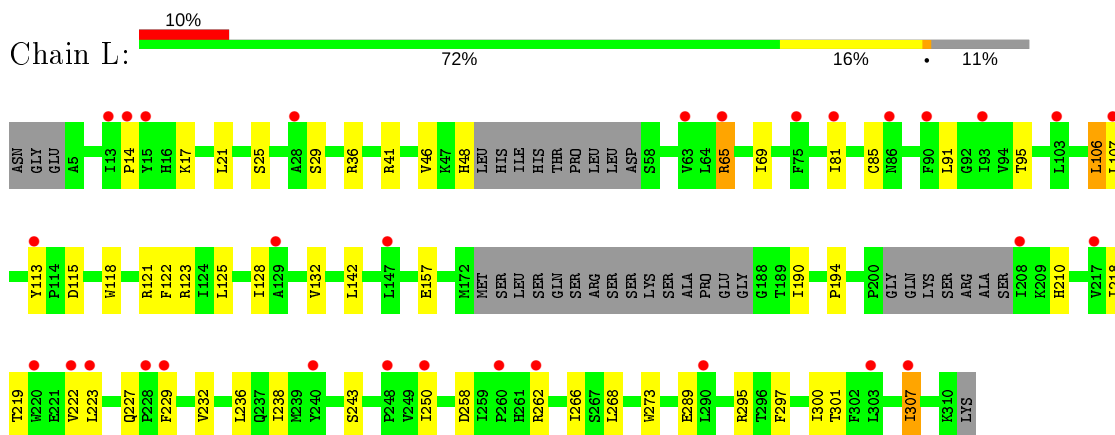 10%
Chain L:
72% 16% • 11%
ASN GLY GLU A5 I13 P14 Y15 H16 K17 L21 S25 A28 S29 R36 R41 V46 K47 H48 LEU HIS ILE HIS THR PRO LEU LEU ASP S58 V63 L64 R65 I69 F75 I81 C85 N86 F90 L91 G92 I93 V94 T95 L103 L106 L107
Y113 P114 D115 W118 R121 F122 R123 I124 L125 I128 A129 V132 L142 L147 E157 M172 MET SER LEU SER GLN SER ARG SER SER LYS SER ALA PRO GLU GLY G188 T189 I190 P194 P200 GLY GLN LYS SER ARG ALA SER I208 K209 H210 V217 I218
T219 W220 E221 V222 L223 Q227 P228 F229 V232 L236 Q237 I238 M239 Y240 S243 P248 V249 I250 D258 I259 P260 H261 R262 I266 S267 L268 W273 E289 L290 R295 T296 F297 I300 T301 F302 L303 I307 K310 LYS